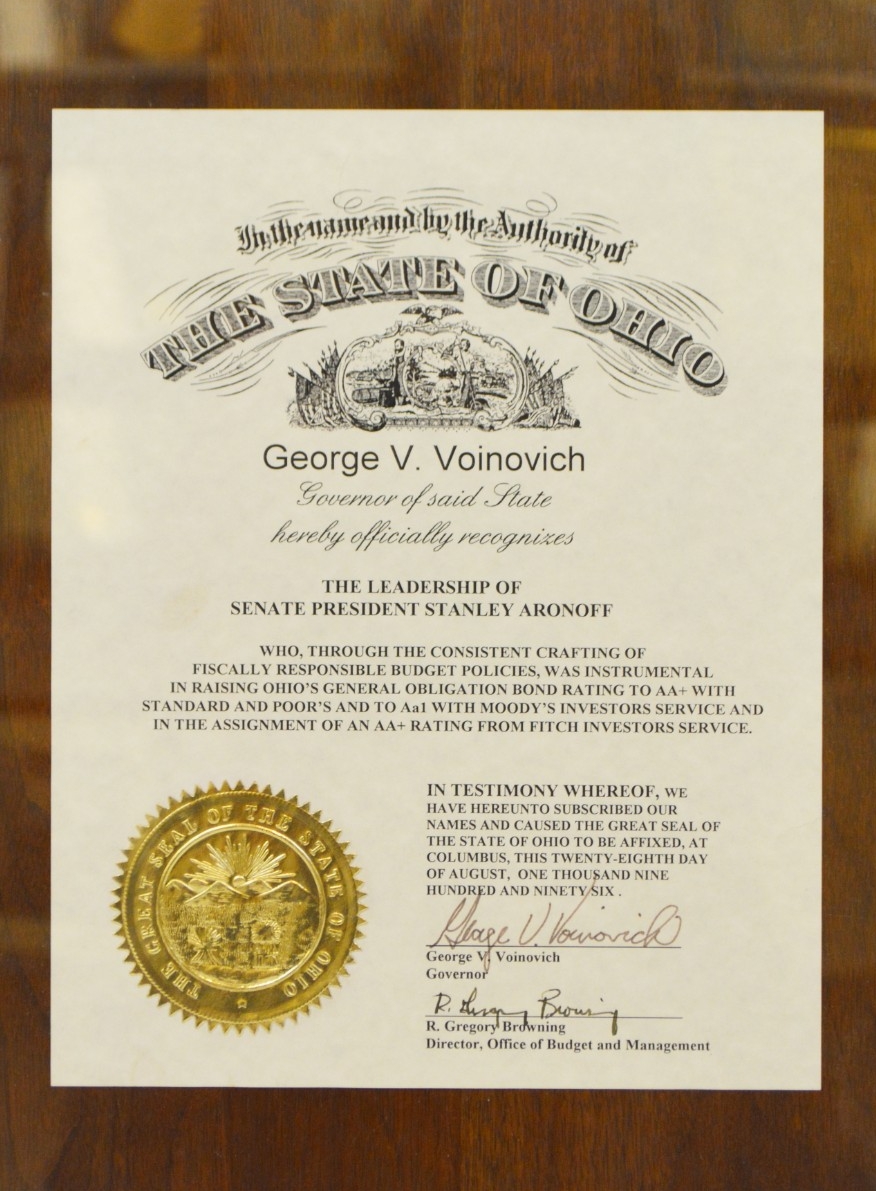 In the name and by the Authority of
THE STATE OF OHIO
George V. Voinovich
Governor of said State
hereby officially recognizes
THE LEADERSHIP OF
SENATE PRESIDENT STANLEY ARONOFF
WHO, THROUGH THE CONSISTENT CRAFTING OF
FISCALLY RESPONSIBLE BUDGET POLICIES, WAS INSTRUMENTAL
IN RAISING OHIO'S GENERAL OBLIGATION BOND RATING TO AA+ WITH
STANDARD AND POOR'S AND TO Aa1 WITH MOODY'S INVESTORS SERVICE AND
IN THE ASSIGNMENT OF AN AA+ RATING FROM FITCH INVESTORS SERVICE.
THE GREAT SEAL OF THE STATE OF OHIO
IN TESTIMONY WHEREOF, WE
HAVE HEREUNTO SUBSCRIBED OUR
NAMES AND CAUSED THE GREAT SEAL OF
THE STATE OF OHIO TO BE AFFIXED, AT
COLUMBUS, THIS TWENTY-EIGHTH DAY
OF AUGUST, ONE THOUSAND NINE
HUNDRED AND NINETY SIX .
George V. Voinovich
George V. Voinovich
Governor
R. Gregory Browning
R. Gregory Browning
Director, Office of Budget and Management